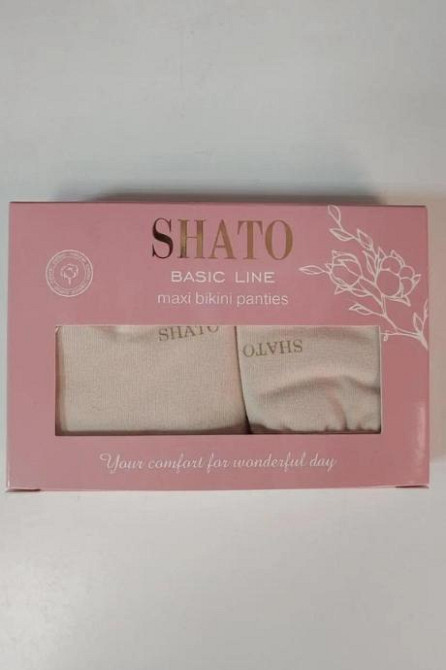 SHATO
BASIC LINE
maxi bikini panties
SHATO
SHATO
Your comfort for wonderful day